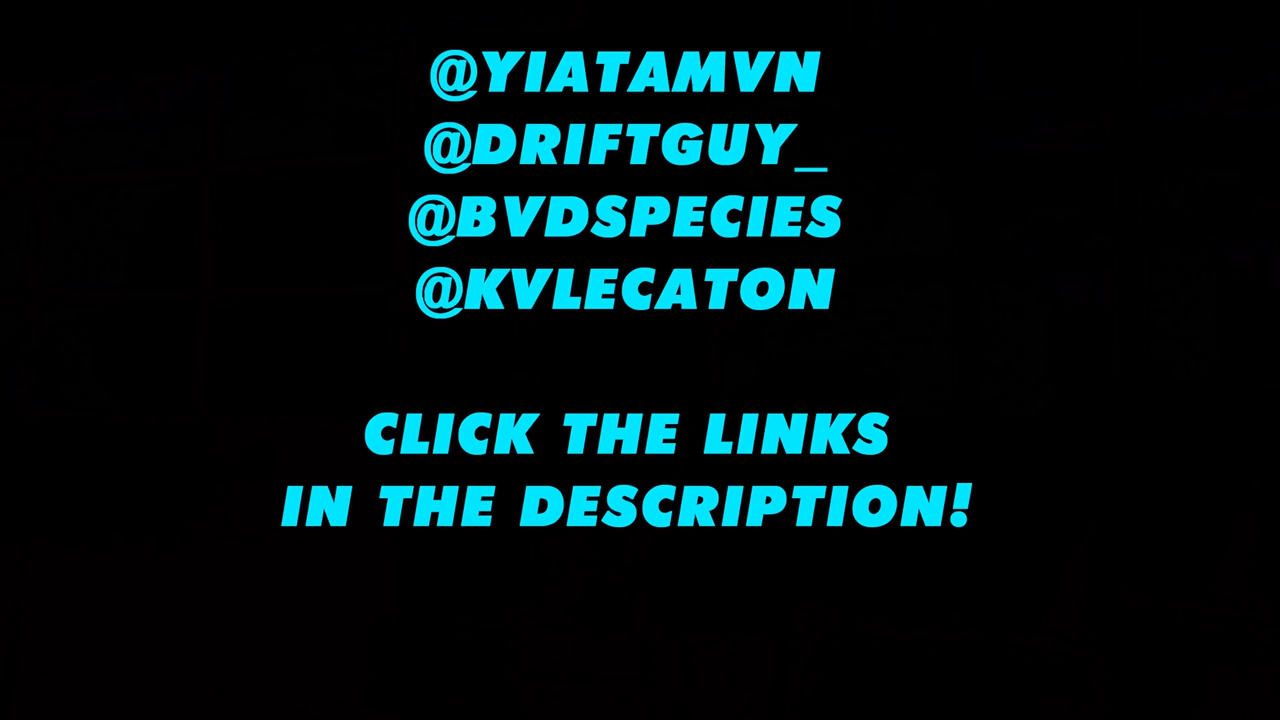 @YIATAMVN
@DRIFTGUY_
@BVDSPECIES
@KVLECATON
CLICK THE LINKS
IN THE DESCRIPTION!